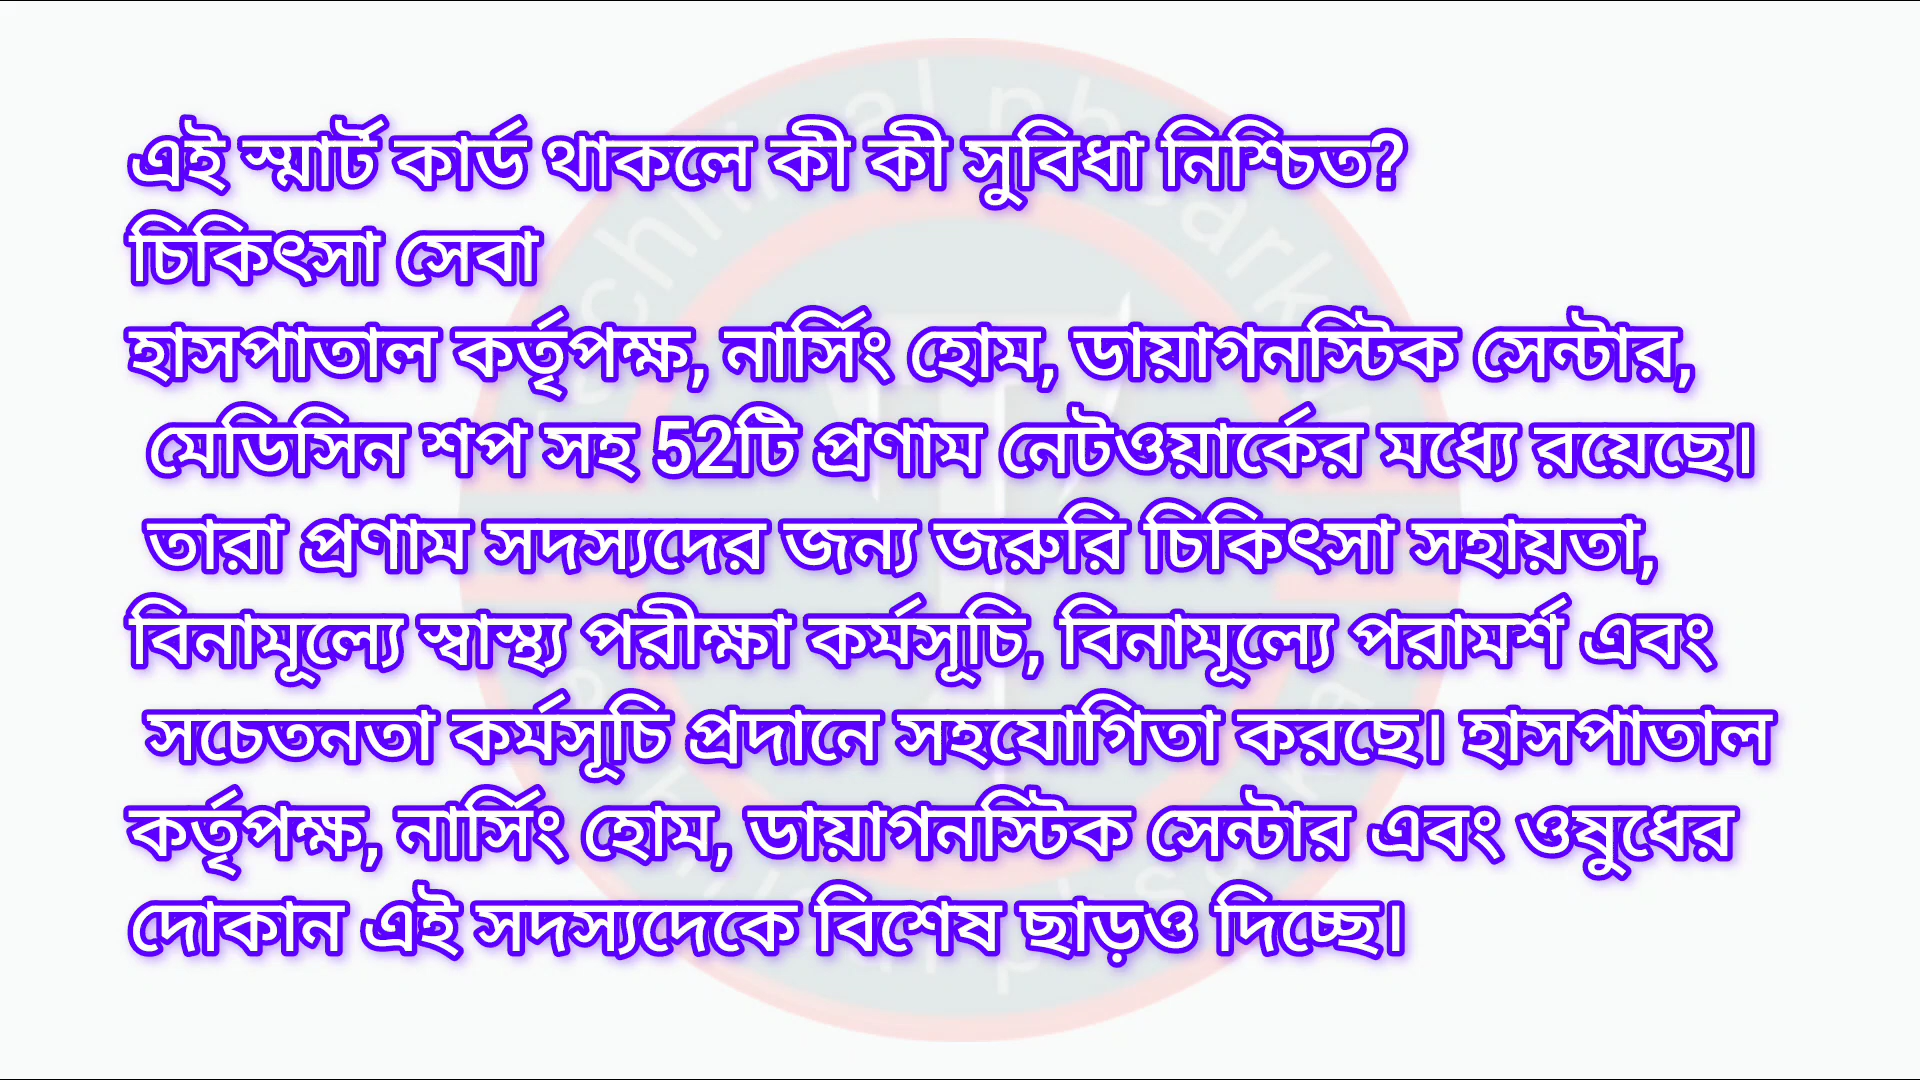 এই স্মার্ট কার্ড থাকলে কী কী সুবিধা নিশ্চিত?
চিকিৎসা সেবা
হাসপাতাল কর্তৃপক্ষ, নার্সিং হোম, ডায়াগনস্টিক সেন্টার,
মেডিসিন শপ সহ 52টি প্রণাম নেটওয়ার্কের মধ্যে রয়েছে।
তারা প্রণাম সদস্যদের জন্য জরুরি চিকিৎসা সহায়তা,
বিনামূল্যে স্বাস্থ্য পরীক্ষা কর্মসূচি, বিনামূল্যে পরামর্শ এবং
সচেতনতা কর্মসূচি প্রদানে সহযোগিতা করছে। হাসপাতাল
কর্তৃপক্ষ, নার্সিং হোম, ডায়াগনস্টিক সেন্টার এবং ওষুধের
দোকান এই সদস্যদেকে বিশেষ ছাড়ও দিচ্ছে।